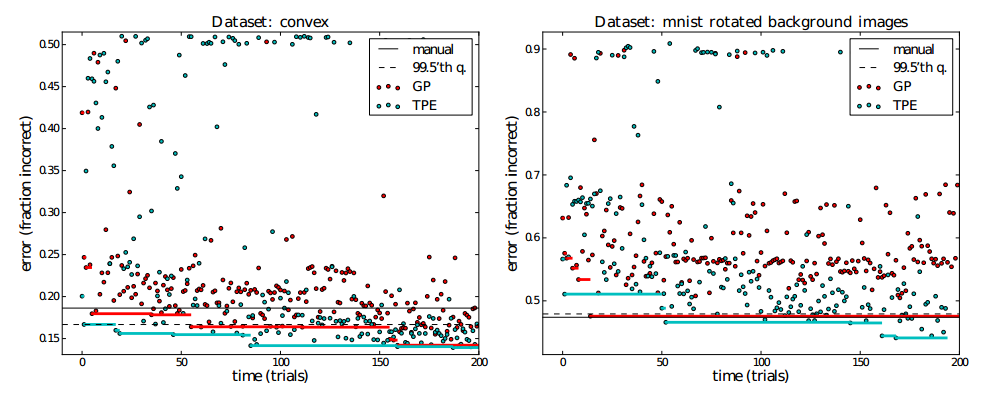 Dataset: convex
error (fraction incorrect)
0.50
0.45
0.40
0.35
0.30
0.25
0.20
0.15
0
50
100
150
200
time (trials)
manual
99.5'th q.
GP
TPE
Dataset: mnist rotated background images
error (fraction incorrect)
0.9
0.8
0.7
0.6
0.5
0
50
100
150
200
time (trials)
manual
99.5'th q.
GP
TPE